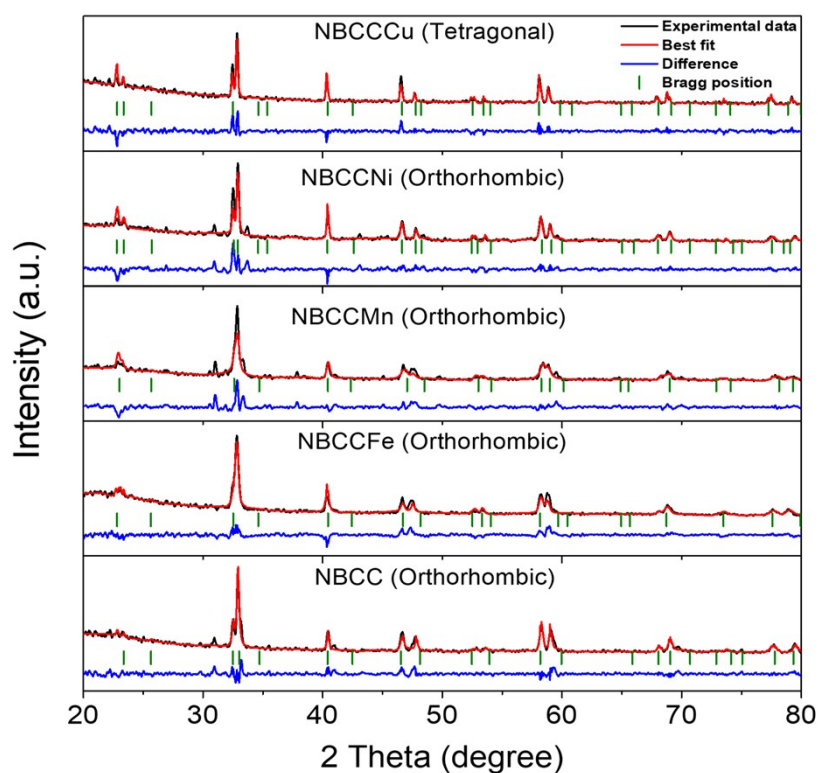 NBCCCu (Tetragonal)
Experimental data
Best fit
Difference
Bragg position
NBCCNi (Orthorhombic)
NBCCMn (Orthorhombic)
NBCCFe (Orthorhombic)
NBCC (Orthorhombic)
Intensity (a.u.)
20 30 40 50 60 70 80
2 Theta (degree)